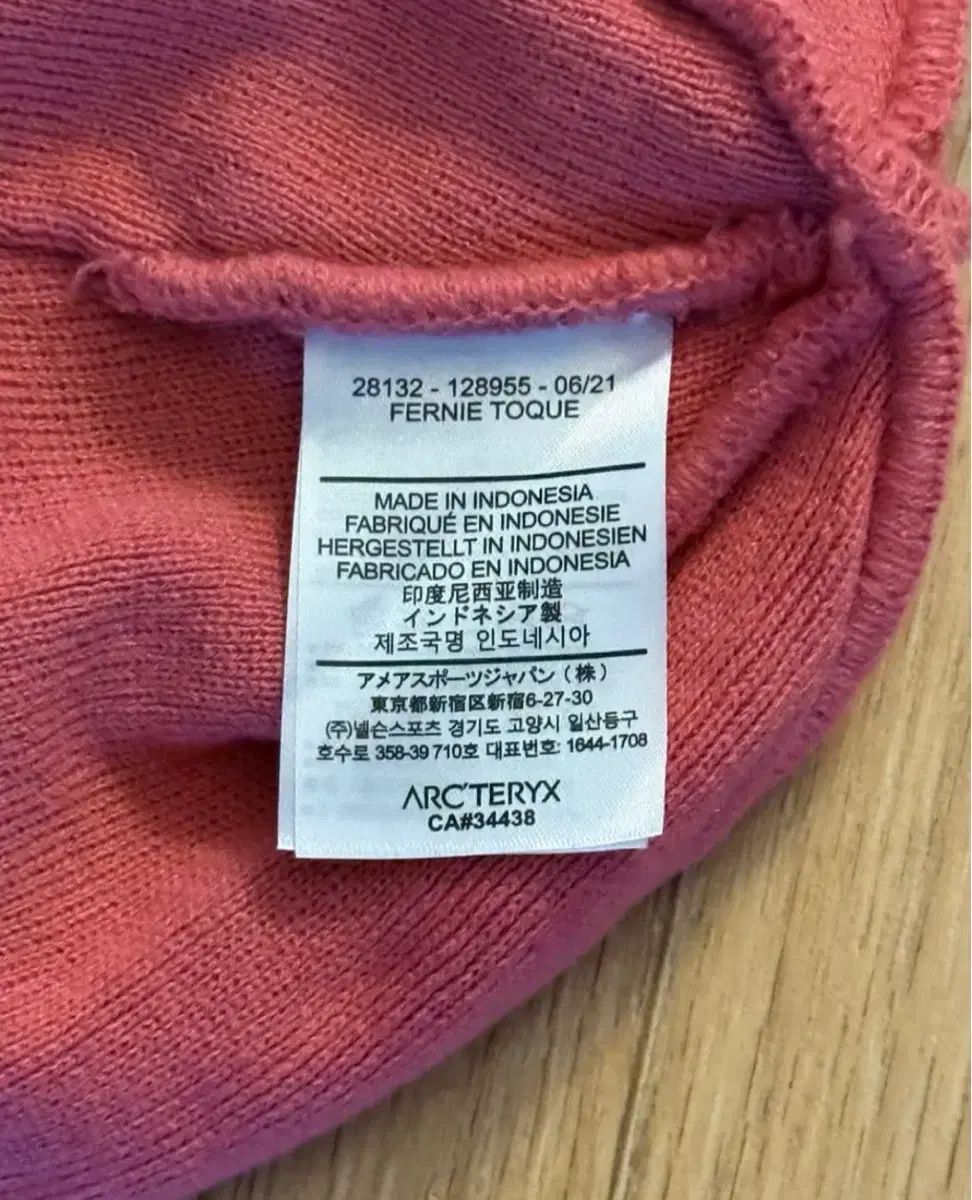 28132 - 128955 - 06/21
FERNIE TOQUE
MADE IN INDONESIA
FABRIQUÉ EN INDONESIE
HERGESTELLT IN INDONESIEN
FABRICADO EN INDONESIA
印度尼西亚制造
インドネシア製
제조국명 인도네시아
アメアスポーツジャパン（株）
東京都新宿区新宿6-27-30
(주)넬슨스포츠 경기도 고양시 일산동구
호수로 358-39 710호 대표번호: 1644-1708
ARC'TERYX
CA#34438